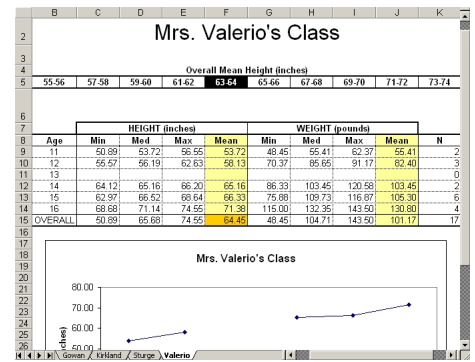 B C D E F G H I J K
2 Mrs. Valerio's Class
3
4 Overall Mean Height (inches)
5 55-56 57-58 59-60 61-62 63-64 65-66 67-68 69-70 71-72 73-74
6
7 HEIGHT (inches) WEIGHT (pounds)
8 Age Min Med Max Mean Min Med Max Mean N
9 11 50.89 53.72 56.55 53.72 48.45 55.41 62.37 55.41 2
10 12 55.57 56.19 62.63 58.13 70.37 85.65 91.17 82.40 3
11 13 0
12 14 64.12 65.16 66.20 65.16 86.33 103.45 120.58 103.45 2
13 15 62.97 66.52 68.64 66.33 75.88 109.73 116.87 105.30 6
14 16 68.68 71.14 74.55 71.38 115.00 132.35 143.50 130.80 4
15 OVERALL 50.89 65.68 74.55 64.45 48.45 104.71 143.50 101.17 17
16
17
18 Mrs. Valerio's Class
19
20
21 80.00
22
23 70.00
24
25 60.00
26 50.00
ches)
Gowan Kirkland Sturge Valerio